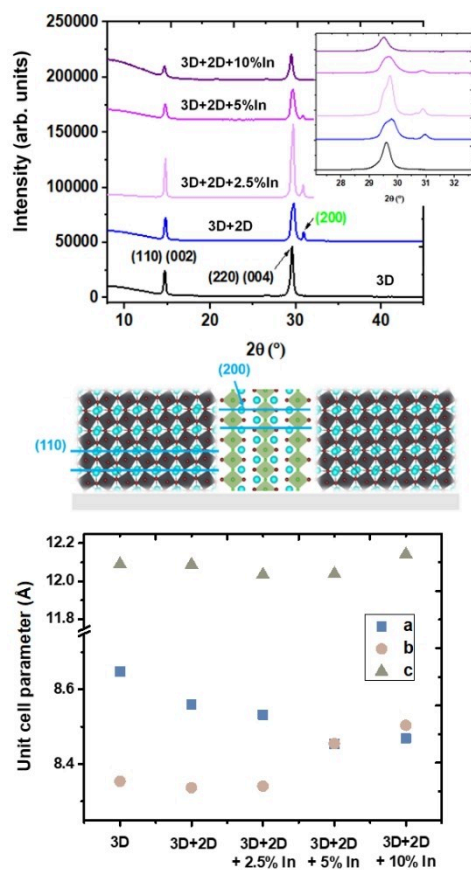 Intensity (arb. units)
250000
200000
150000
100000
50000
0
3D+2D+10%In
3D+2D+5%In
3D+2D+2.5%In
3D+2D
(200)
(110) (002)
(220) (004)
3D
10 20 30 40
2θ (°)
28 29 30 31 32
2θ (°)
(200)
(110)
Unit cell parameter (Å)
12.2
12.0
11.8
8.6
8.4
a
b
c
3D
3D+2D
3D+2D
+ 2.5% In
3D+2D
+ 5% In
3D+2D
+ 10% In